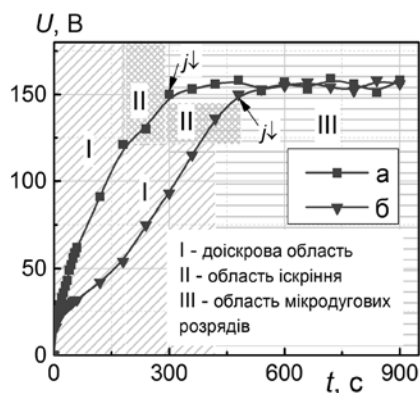 U, В
j↓
150
II
j↓
II
III
I
100
I
а
б
50
I - доіскрова область
II - область іскріння
III - область мікродугових
розрядів
0
0 300 600 900
t, с